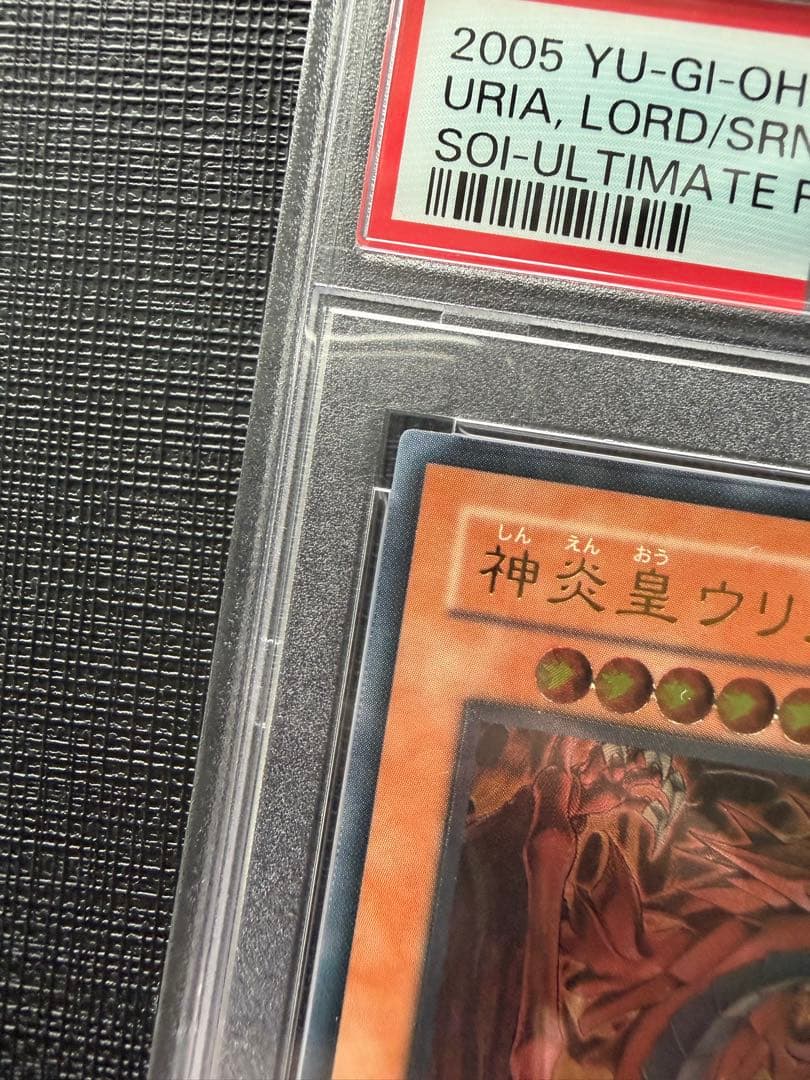 2005 YU-GI-OH
URIA, LORD/SRN
SOI-ULTIMATE R
しん えん おう
神炎皇ウリ